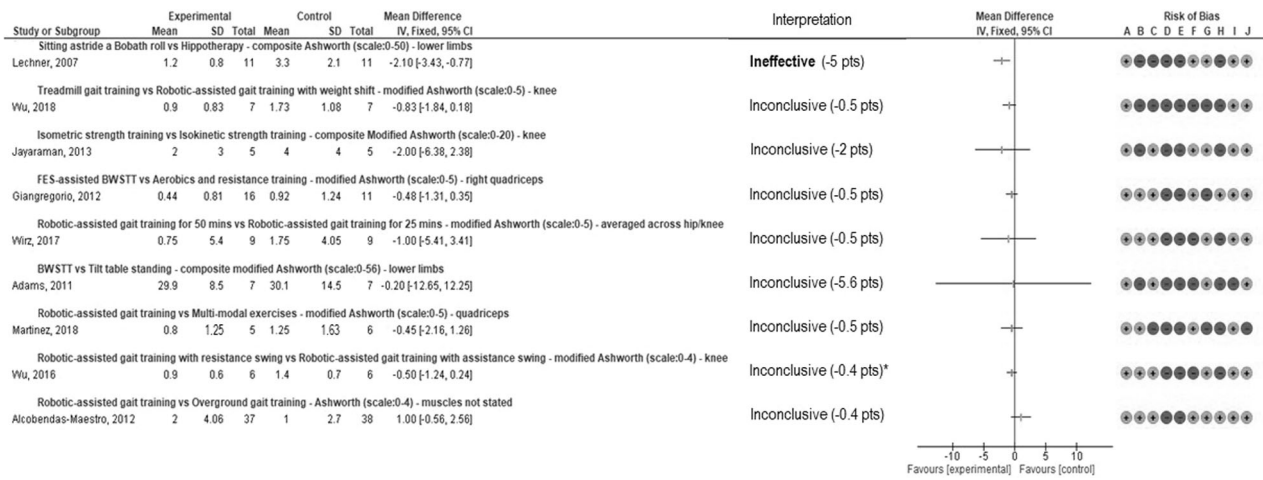 Experimental Control Mean Difference Interpretation Mean Difference Risk of Bias
Study or Subgroup Mean SD Total Mean SD Total IV, Fixed, 95% CI IV, Fixed, 95% CI A B C D E F G H I J
Sitting astride a Bobath roll vs Hippotherapy - composite Ashworth (scale:0-50) - lower limbs
Lechner, 2007 1.2 0.8 11 3.3 2.1 11 -2.10 [-3.43, -0.77] Ineffective (-5 pts)
Treadmill gait training vs Robotic-assisted gait training with weight shift - modified Ashworth (scale:0-5) - knee
Wu, 2018 0.9 0.83 7 1.73 1.08 7 -0.83 [-1.84, 0.18] Inconclusive (-0.5 pts)
Isometric strength training vs Isokinetic strength training - composite Modified Ashworth (scale:0-20) - knee
Jayaraman, 2013 2 3 5 4 4 5 -2.00 [-6.38, 2.38] Inconclusive (-2 pts)
FES-assisted BWSTT vs Aerobics and resistance training - modified Ashworth (scale:0-5) - right quadriceps
Giangregorio, 2012 0.44 0.81 16 0.92 1.24 11 -0.48 [-1.31, 0.35] Inconclusive (-0.5 pts)
Robotic-assisted gait training for 50 mins vs Robotic-assisted gait training for 25 mins - modified Ashworth (scale:0-5) - averaged across hip/knee
Wirz, 2017 0.75 5.4 9 1.75 4.05 9 -1.00 [-5.41, 3.41] Inconclusive (-0.5 pts)
BWSTT vs Tilt table standing - composite modified Ashworth (scale:0-56) - lower limbs
Adams, 2011 29.9 8.5 7 30.1 14.5 7 -0.20 [-12.65, 12.25] Inconclusive (-5.6 pts)
Robotic-assisted gait training vs Multi-modal exercises - modified Ashworth (scale:0-5) - quadriceps
Martinez, 2018 0.8 1.25 5 1.25 1.63 6 -0.45 [-2.16, 1.26] Inconclusive (-0.5 pts)
Robotic-assisted gait training with resistance swing vs Robotic-assisted gait training with assistance swing - modified Ashworth (scale:0-4) - knee
Wu, 2016 0.9 0.6 6 1.4 0.7 6 -0.50 [-1.24, 0.24] Inconclusive (-0.4 pts)*
Robotic-assisted gait training vs Overground gait training - Ashworth (scale:0-4) - muscles not stated
Alcobendas-Maestro, 2012 2 4.06 37 1 2.7 38 1.00 [-0.56, 2.56] Inconclusive (-0.4 pts)
-10 -5 0 5 10
Favours [experimental] Favours [control]